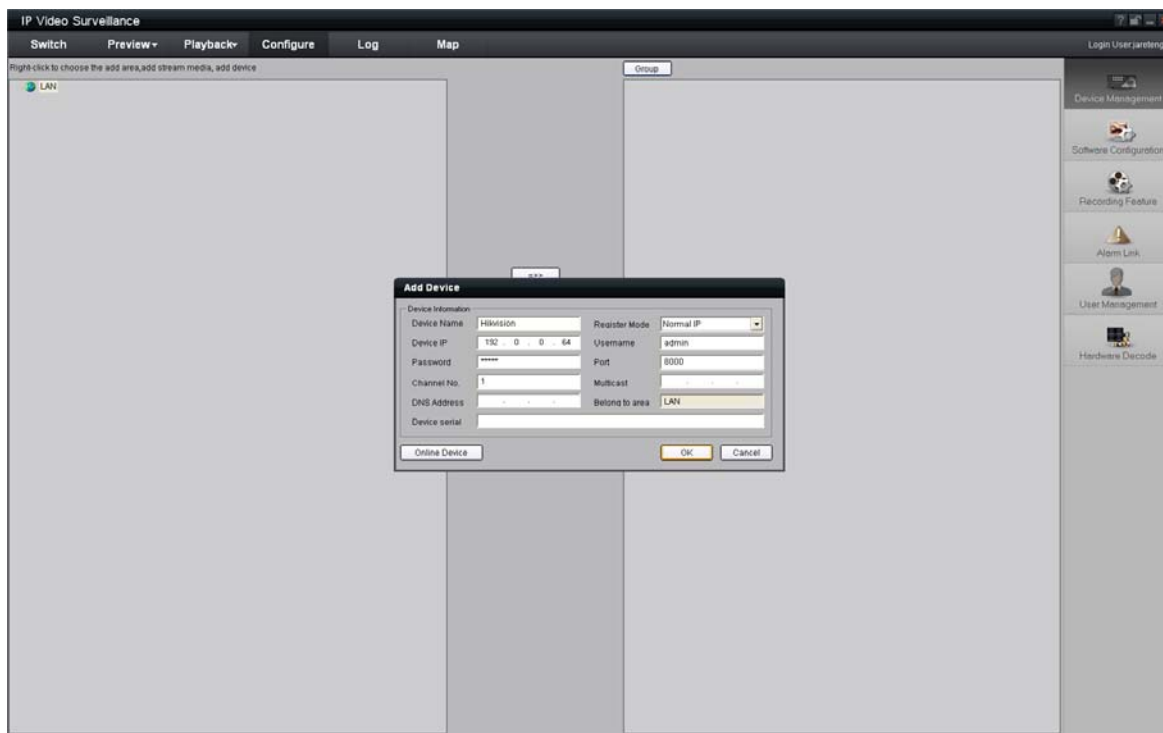 IP Video Surveillance
Switch Preview Playback Configure Log Map
Login User:jareteng
Right-click to choose the add area,add stream media, add device
Group
LAN
Device Management
Software Configuration
Recording Feature
Alarm Link
User Management
Hardware Decode
Add Device
Device Information
Device Name Hikvision Register Mode Normal IP
Device IP 192 . 0 . 0 . 64 Username admin
Password ***** Port 8000
Channel No. 1 Multicast . . .
DNS Address . . . Belong to area LAN
Device serial
Online Device OK Cancel